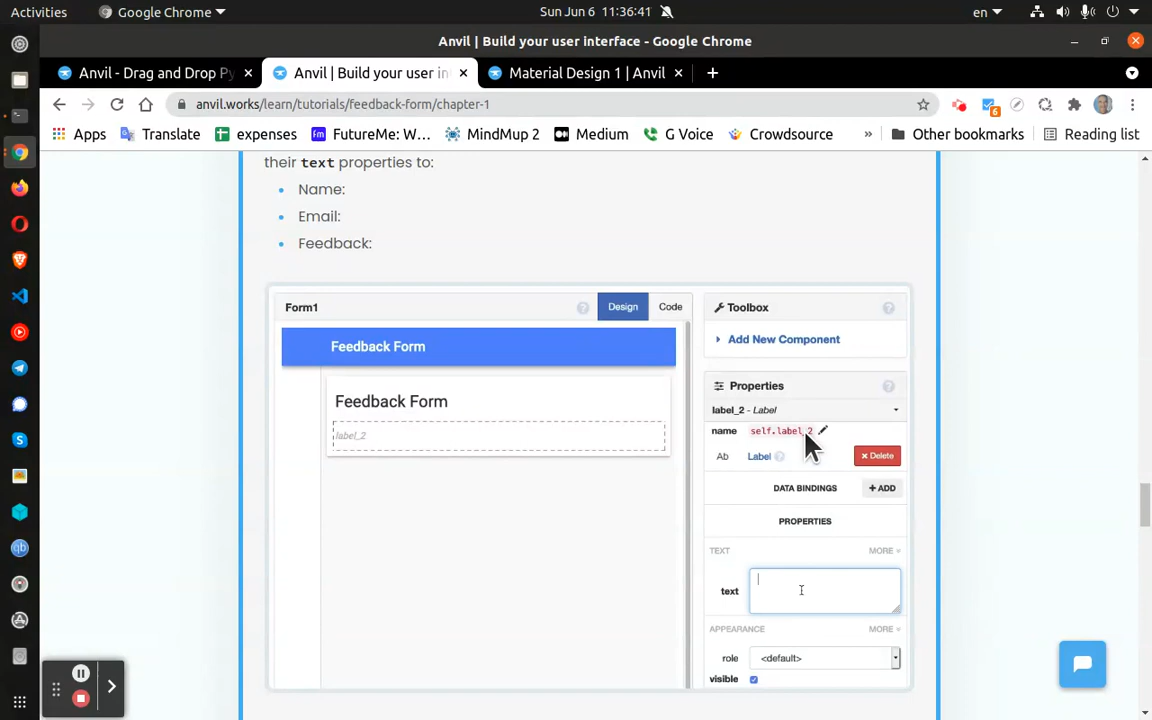 Activities
Google Chrome
Sun Jun 6 11:36:41
en
Anvil | Build your user interface - Google Chrome
Anvil - Drag and Drop Py
Anvil | Build your user in
Material Design 1 | Anvil
anvil.works/learn/tutorials/feedback-form/chapter-1
6
Apps
Translate
expenses
FutureMe: W...
MindMup 2
Medium
G Voice
Crowdsource
»
Other bookmarks
Reading list
their text properties to:
• Name:
• Email:
• Feedback:
Form1
Design
Code
Toolbox
Feedback Form
Add New Component
Properties
Feedback Form
label_2 - Label
label_2
name self.label_2
Ab Label
Delete
DATA BINDINGS
+ ADD
PROPERTIES
TEXT
MORE
text
APPEARANCE
MORE
role
<default>
visible